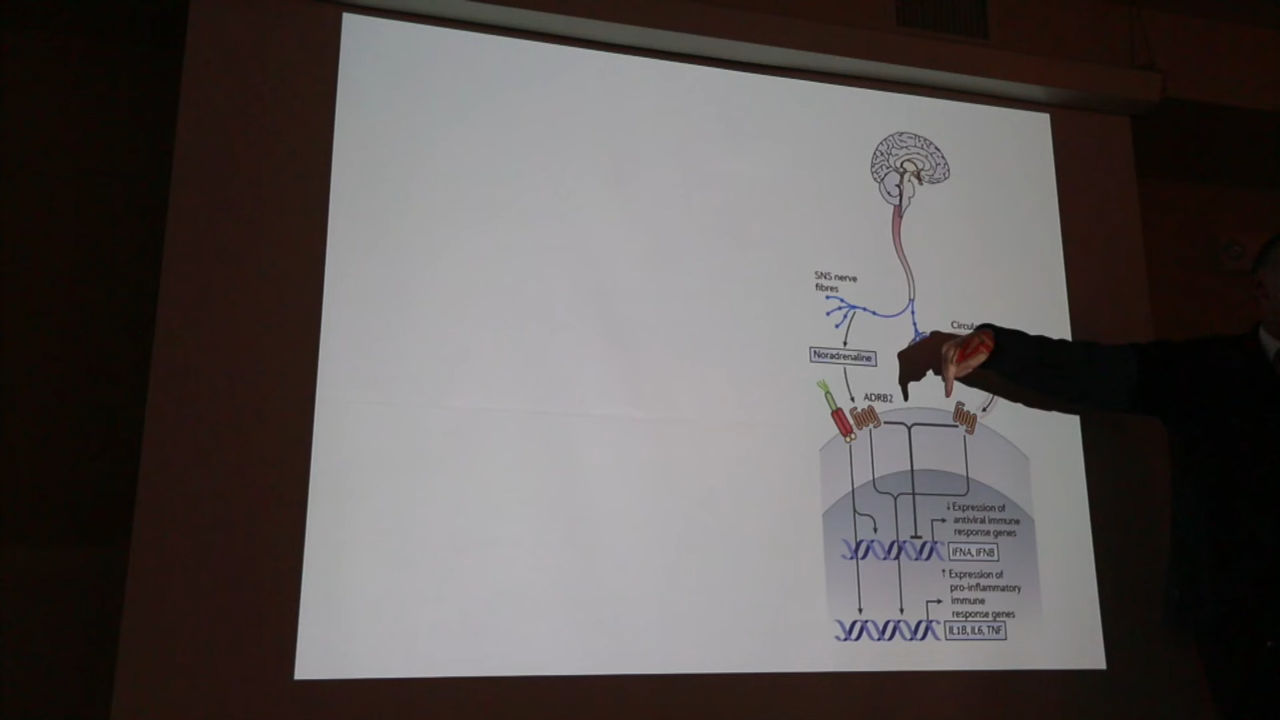 SNS nerve
fibres
Noradrenaline
ADRB2
↓ Expression of
antiviral immune
response genes
IFNA, IFNB
↑ Expression of
pro-inflammatory
immune
response genes
IL1B, IL6, TNF